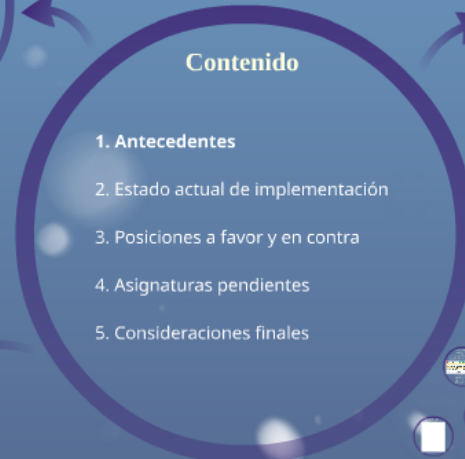 Contenido
1. Antecedentes
2. Estado actual de implementación
3. Posiciones a favor y en contra
4. Asignaturas pendientes
5. Consideraciones finales